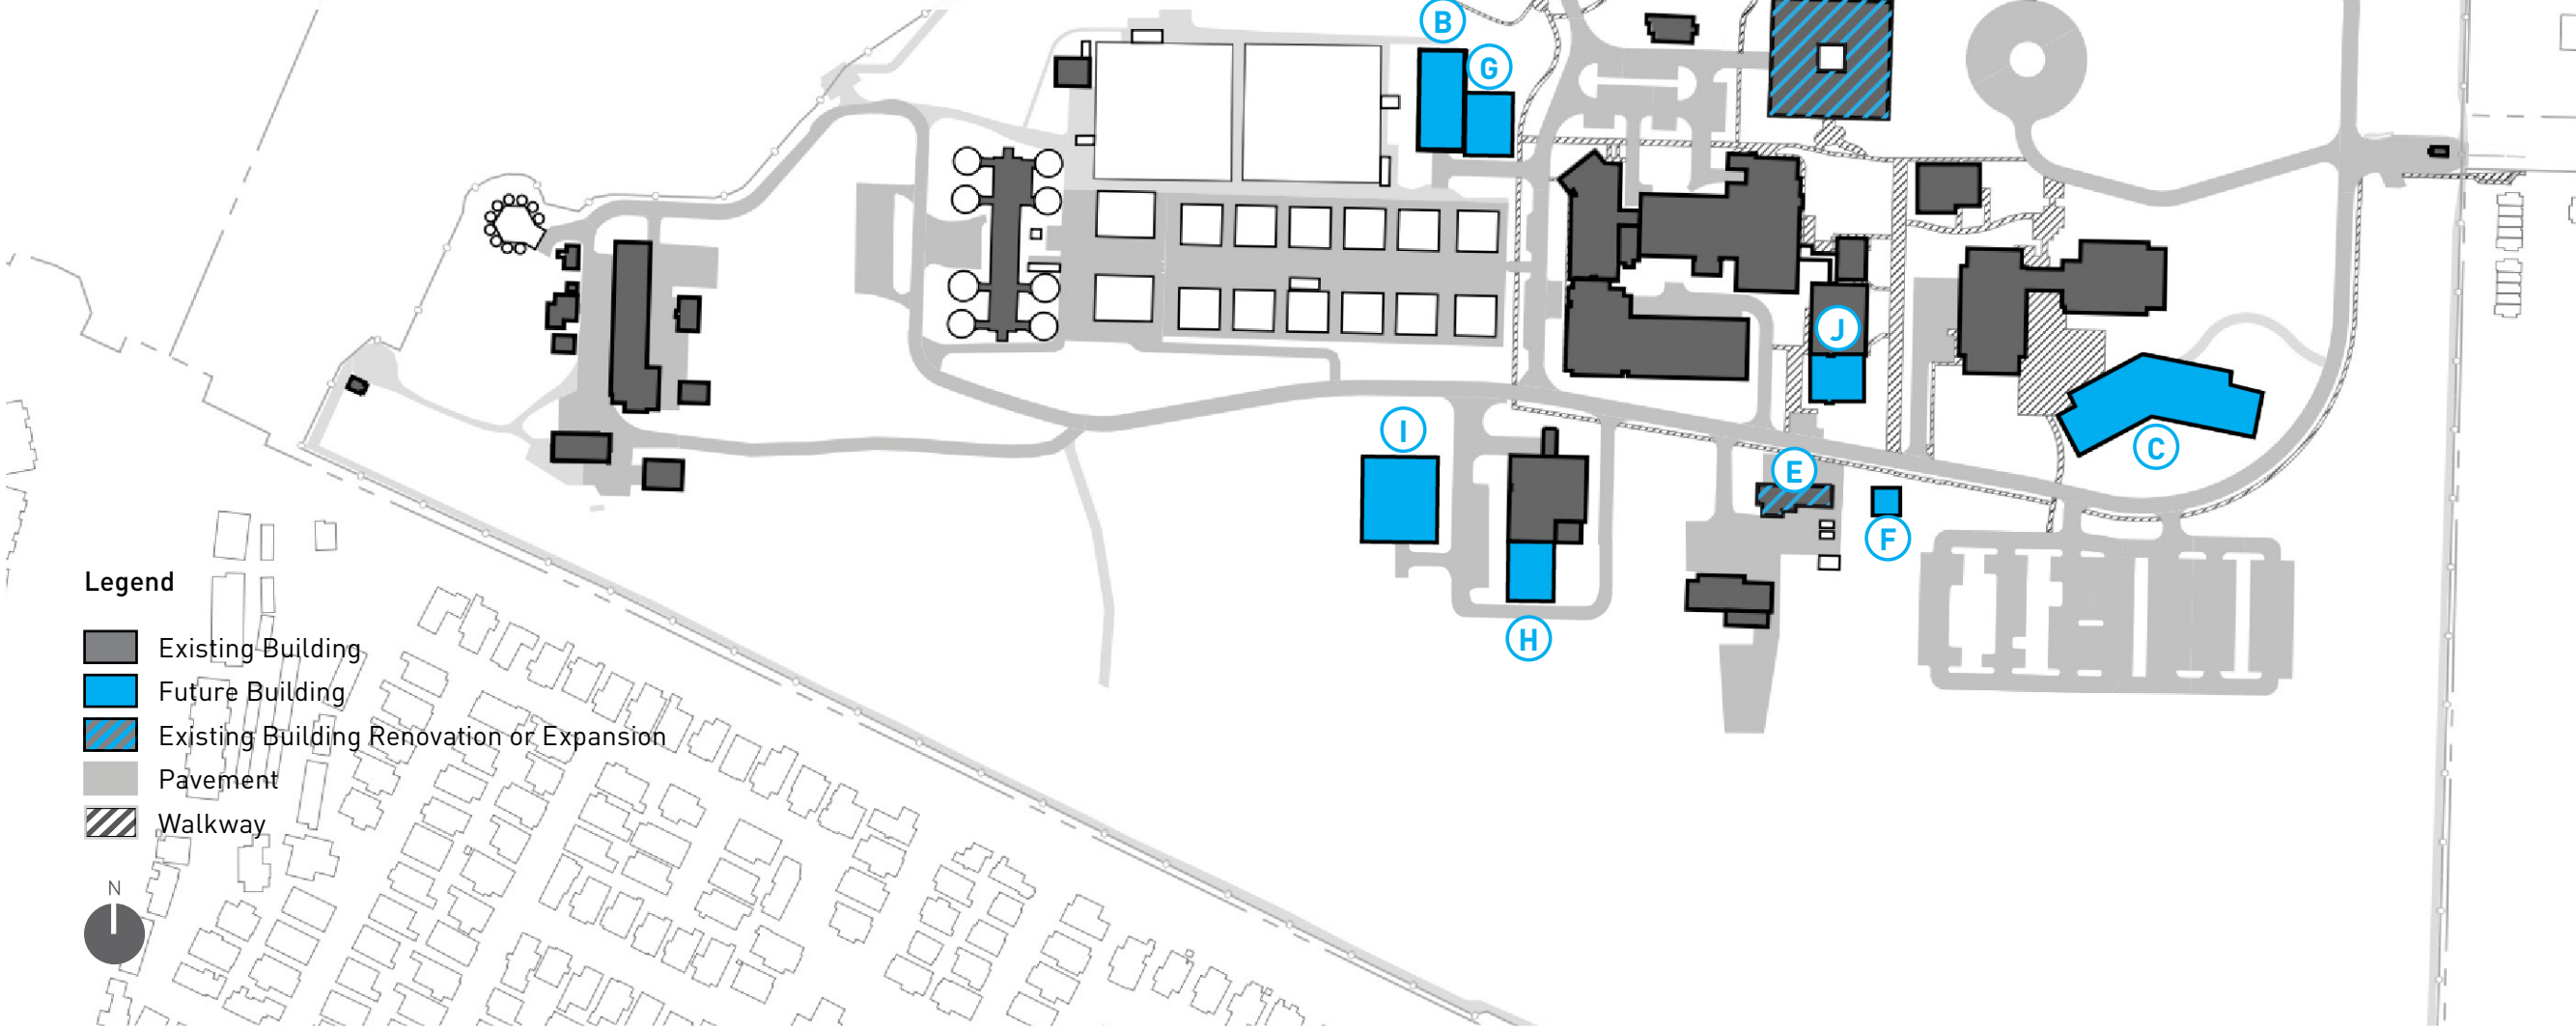 B
G
J
I
C
E
F
H
Legend
Existing Building
Future Building
Existing Building Renovation or Expansion
Pavement
Walkway
N